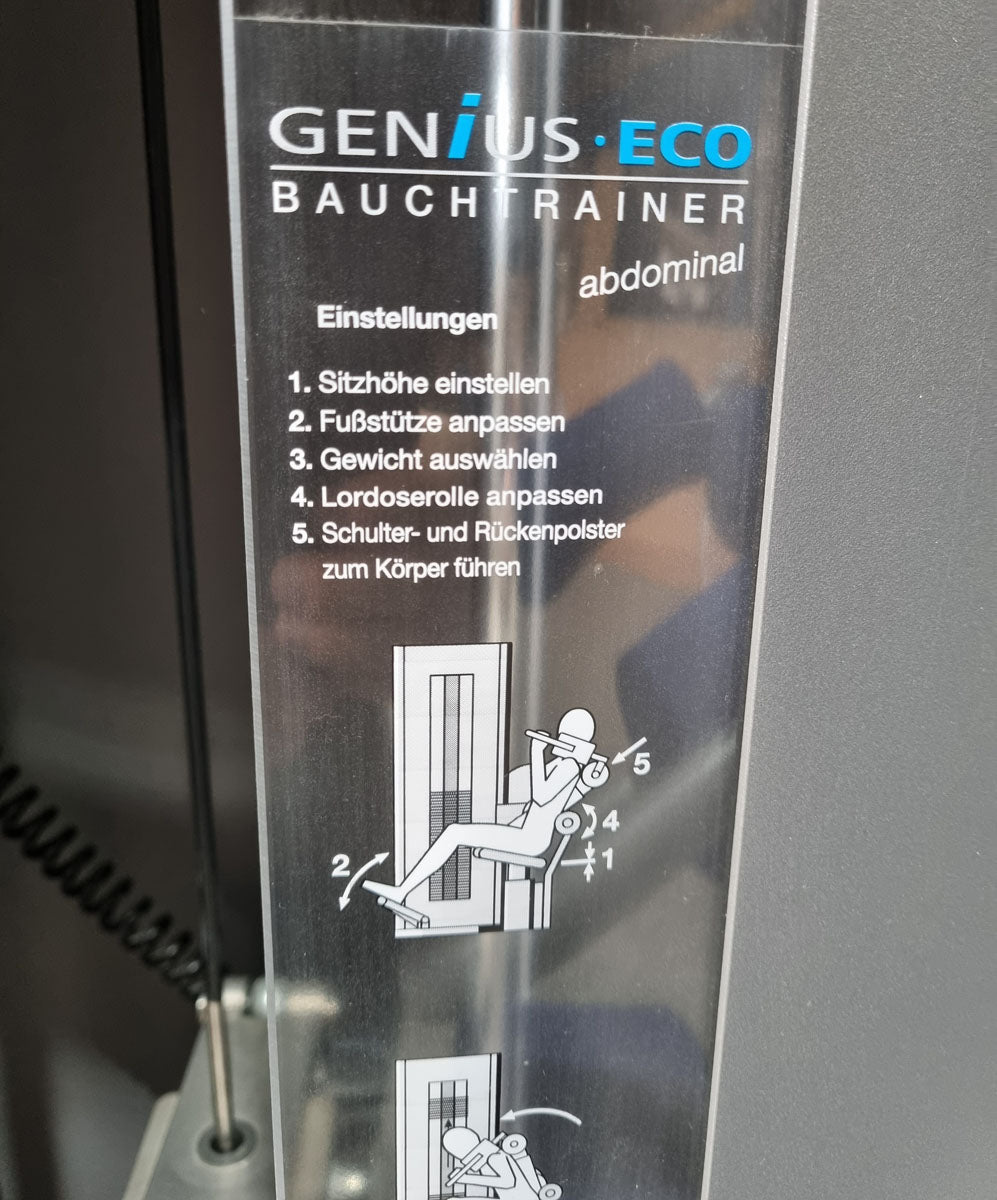 GENiUS · ECO
BAUCHTRAINER
abdominal
Einstellungen
1. Sitzhöhe einstellen
2. Fußstütze anpassen
3. Gewicht auswählen
4. Lordoserolle anpassen
5. Schulter- und Rückenpolster
zum Körper führen
5
4
1
2